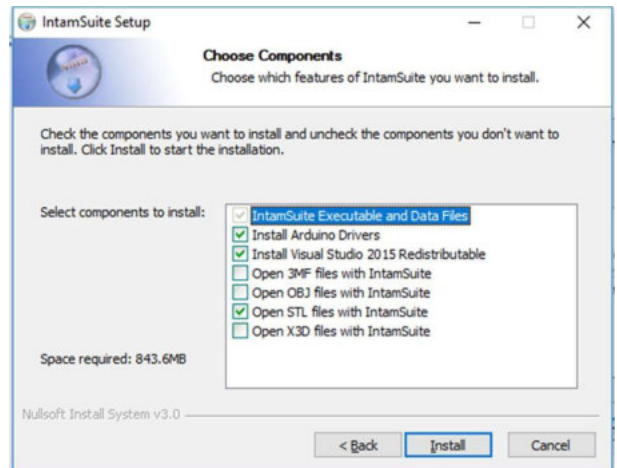 IntamSuite Setup
Choose Components
Choose which features of IntamSuite you want to install.
Check the components you want to install and uncheck the components you don't want to
install. Click Install to start the installation.
Select components to install:
IntamSuite Executable and Data Files
Install Arduino Drivers
Install Visual Studio 2015 Redistributable
Open 3MF files with IntamSuite
Open OBJ files with IntamSuite
Open STL files with IntamSuite
Open X3D files with IntamSuite
Space required: 843.6MB
Nullsoft Install System v3.0
< Back Install Cancel